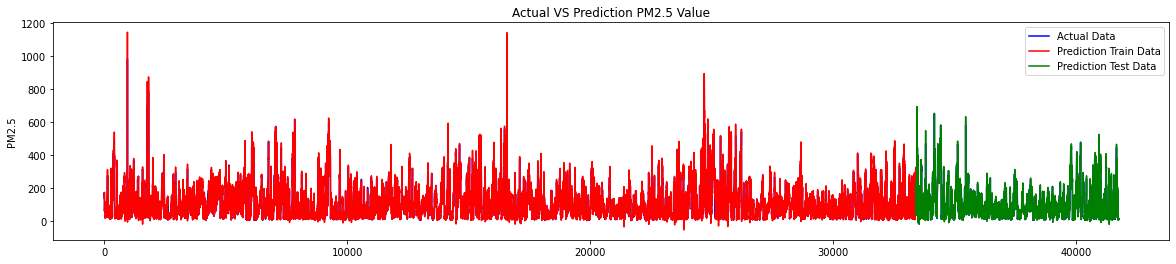 Actual VS Prediction PM2.5 Value
PM2.5
1200
1000
800
600
400
200
0
0 10000 20000 30000 40000
Actual Data
Prediction Train Data
Prediction Test Data